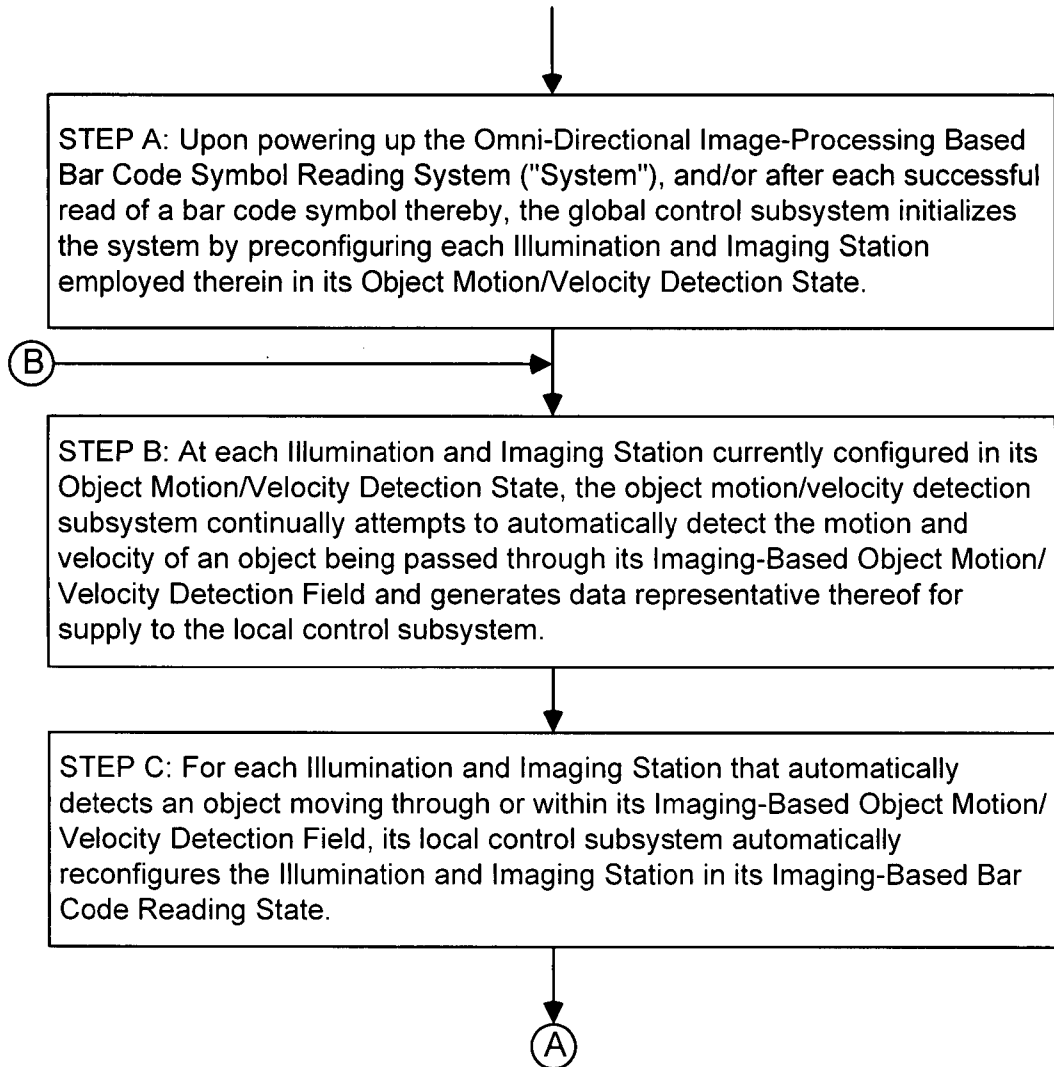 STEP A: Upon powering up the Omni-Directional Image-Processing Based
Bar Code Symbol Reading System ("System"), and/or after each successful
read of a bar code symbol thereby, the global control subsystem initializes
the system by preconfiguring each Illumination and Imaging Station
employed therein in its Object Motion/Velocity Detection State.
B
STEP B: At each Illumination and Imaging Station currently configured in its
Object Motion/Velocity Detection State, the object motion/velocity detection
subsystem continually attempts to automatically detect the motion and
velocity of an object being passed through its Imaging-Based Object Motion/
Velocity Detection Field and generates data representative thereof for
supply to the local control subsystem.
STEP C: For each Illumination and Imaging Station that automatically
detects an object moving through or within its Imaging-Based Object Motion/
Velocity Detection Field, its local control subsystem automatically
reconfigures the Illumination and Imaging Station in its Imaging-Based Bar
Code Reading State.
A